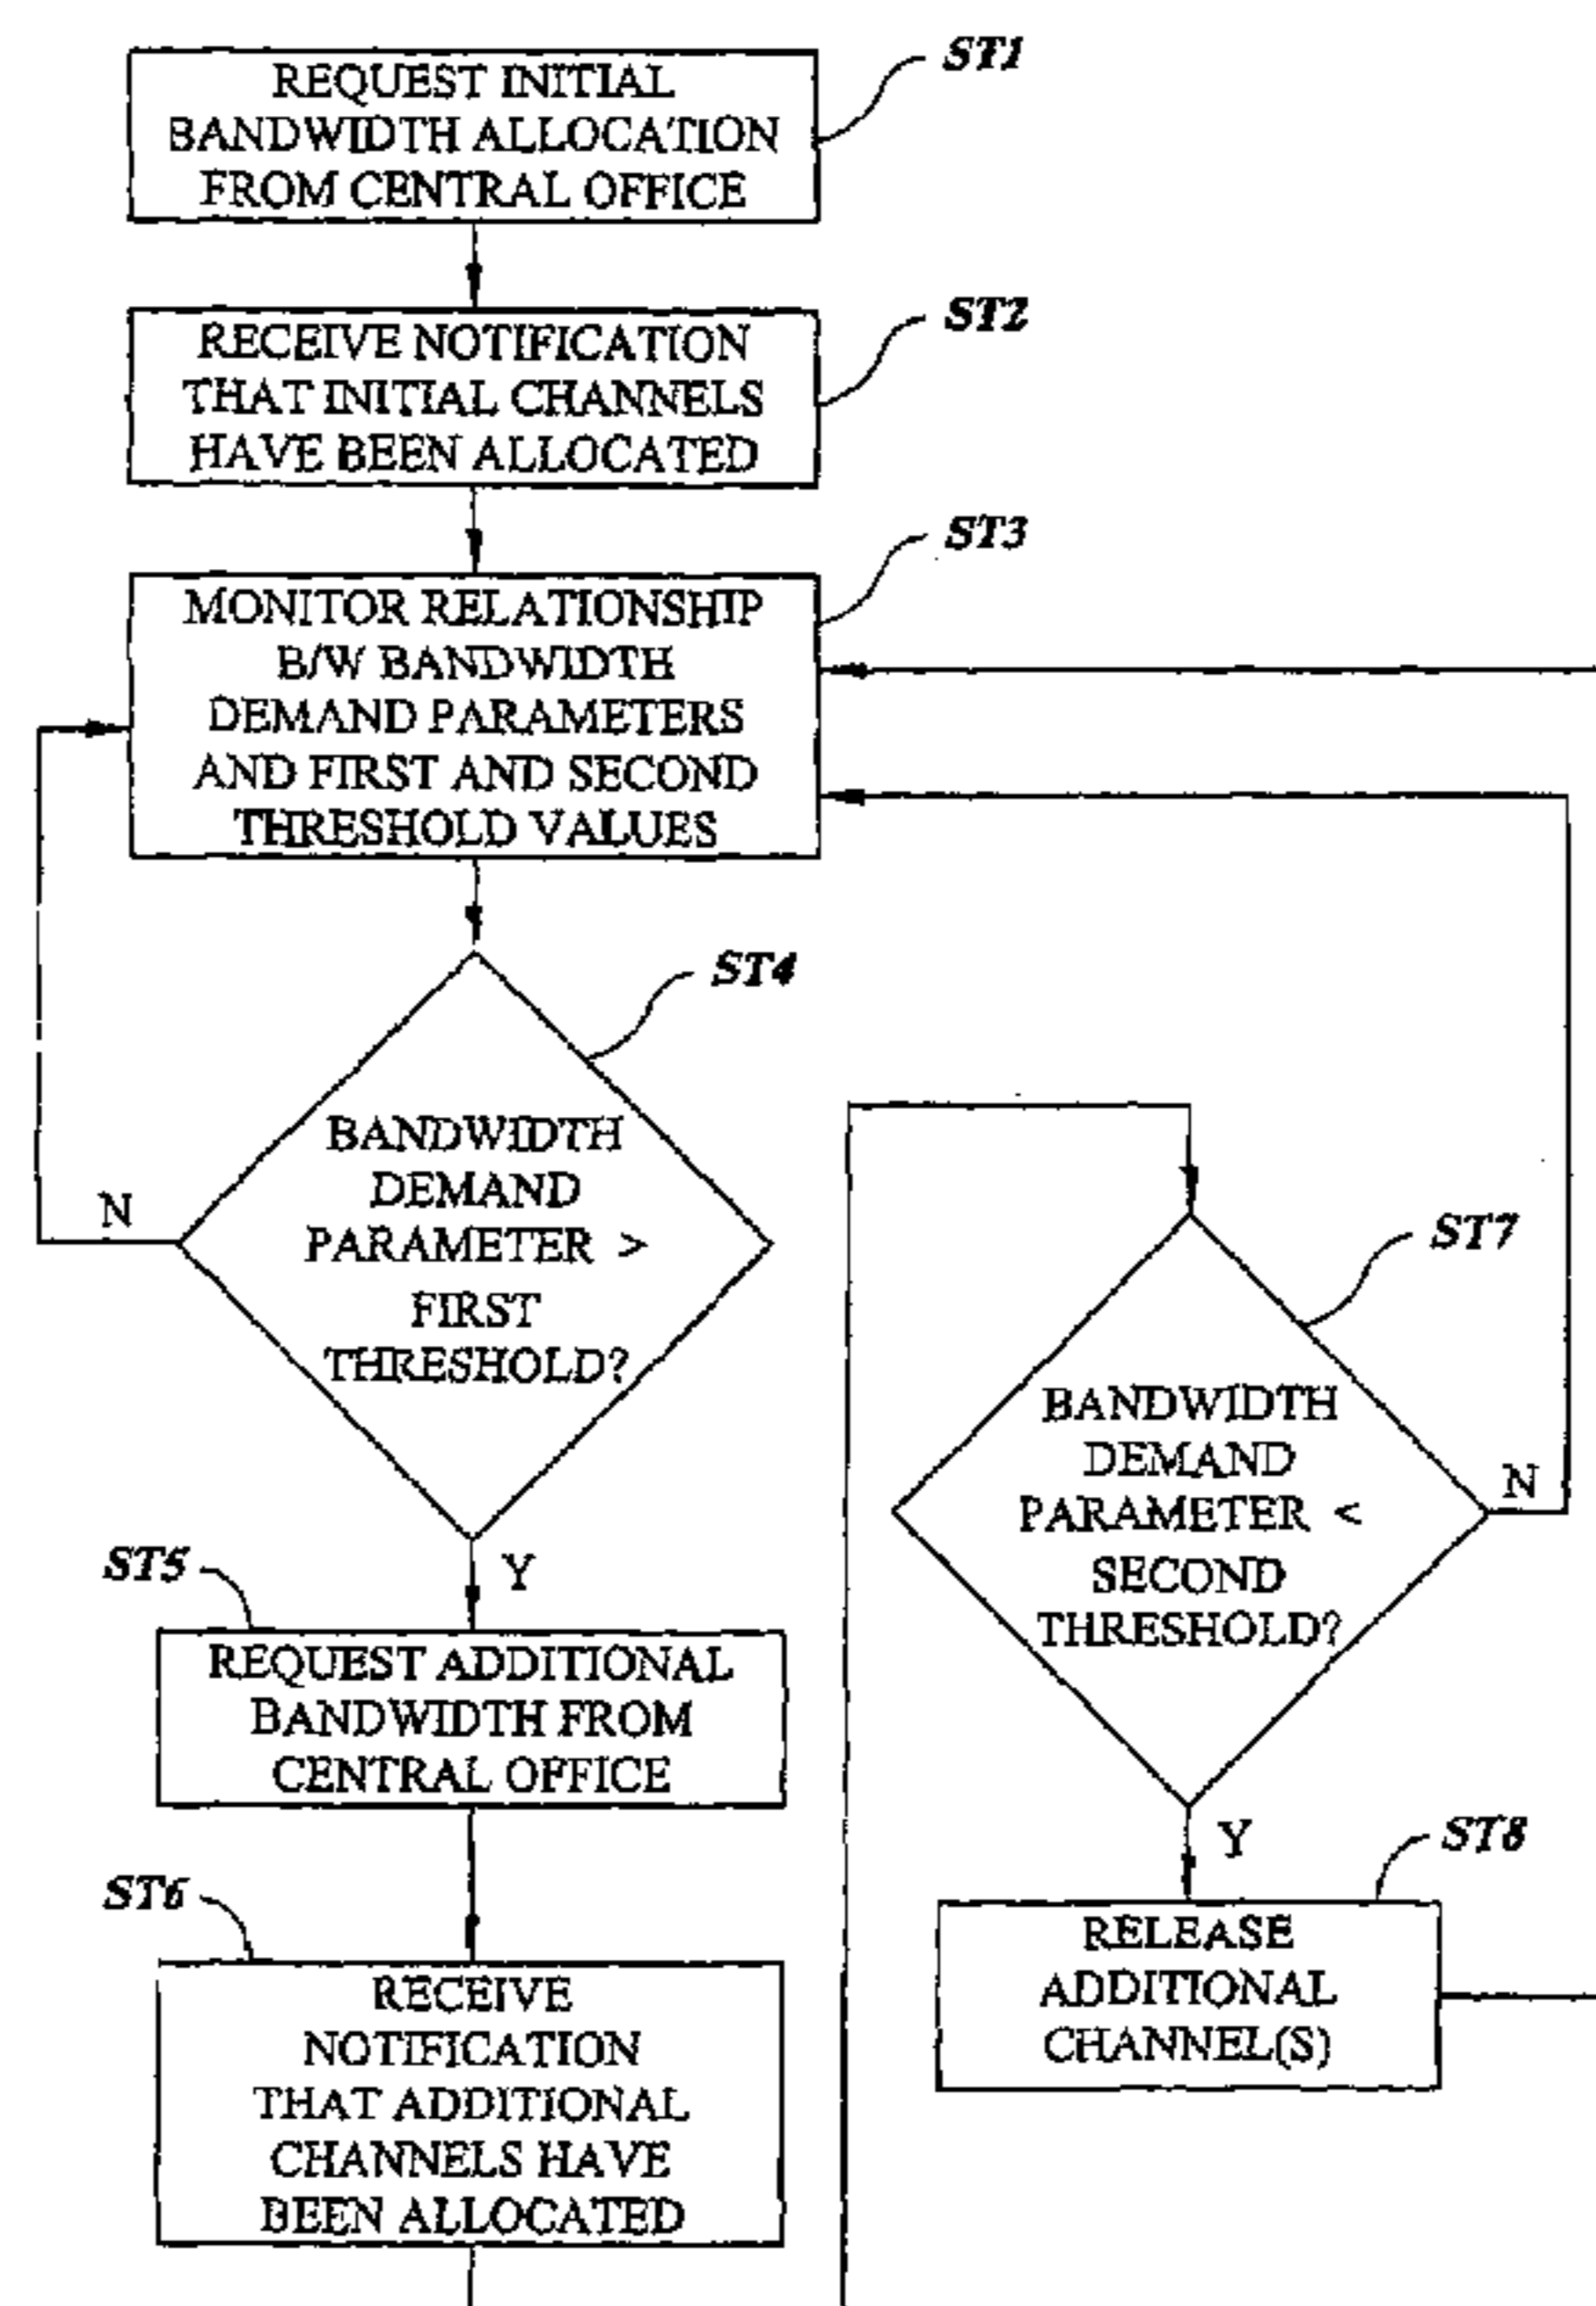 ST1
REQUEST INITIAL
BANDWIDTH ALLOCATION
FROM CENTRAL OFFICE
ST2
RECEIVE NOTIFICATION
THAT INITIAL CHANNELS
HAVE BEEN ALLOCATED
ST3
MONITOR RELATIONSHIP
B/W BANDWIDTH
DEMAND PARAMETERS
AND FIRST AND SECOND
THRESHOLD VALUES
ST4
BANDWIDTH
DEMAND
PARAMETER >
FIRST
THRESHOLD?
N
Y
ST5
REQUEST ADDITIONAL
BANDWIDTH FROM
CENTRAL OFFICE
ST6
RECEIVE
NOTIFICATION
THAT ADDITIONAL
CHANNELS HAVE
BEEN ALLOCATED
ST7
BANDWIDTH
DEMAND
PARAMETER <
SECOND
THRESHOLD?
N
Y
ST8
RELEASE
ADDITIONAL
CHANNEL(S)